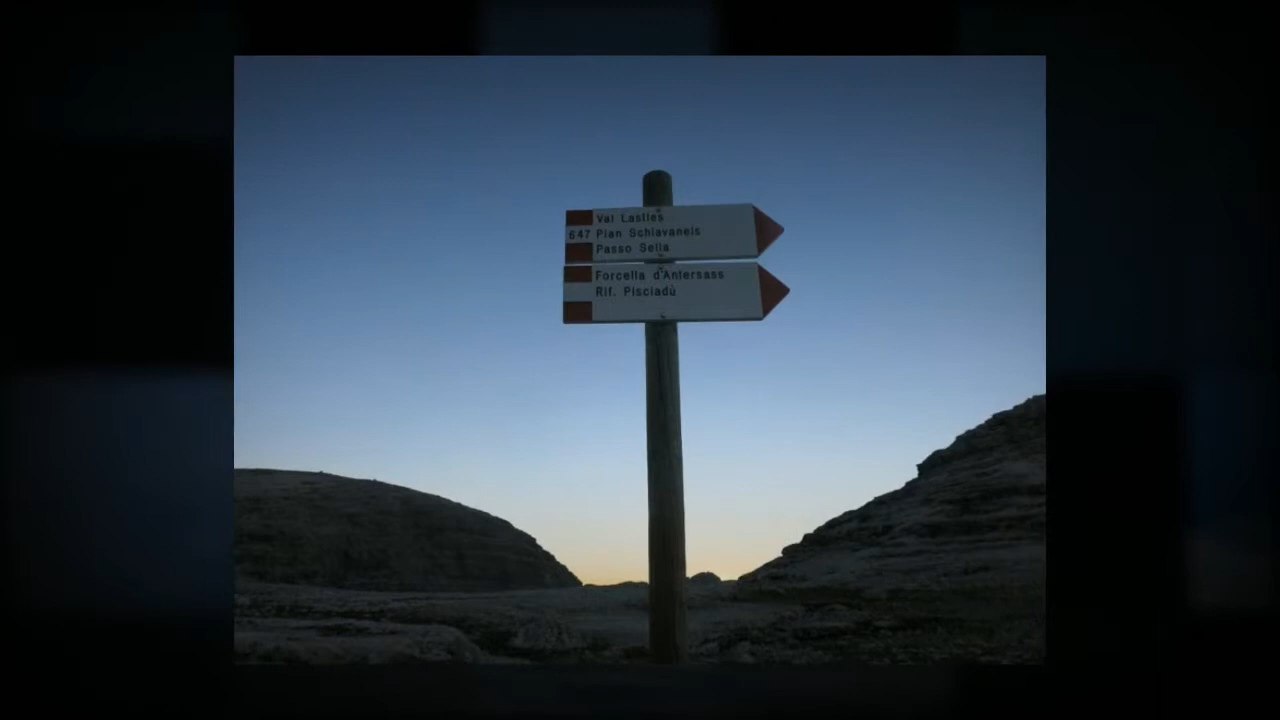 Val Lasties
647 Pian Schiavaneis
Passo Sella
Forcella d'Antersass
Rif. Pisciadù